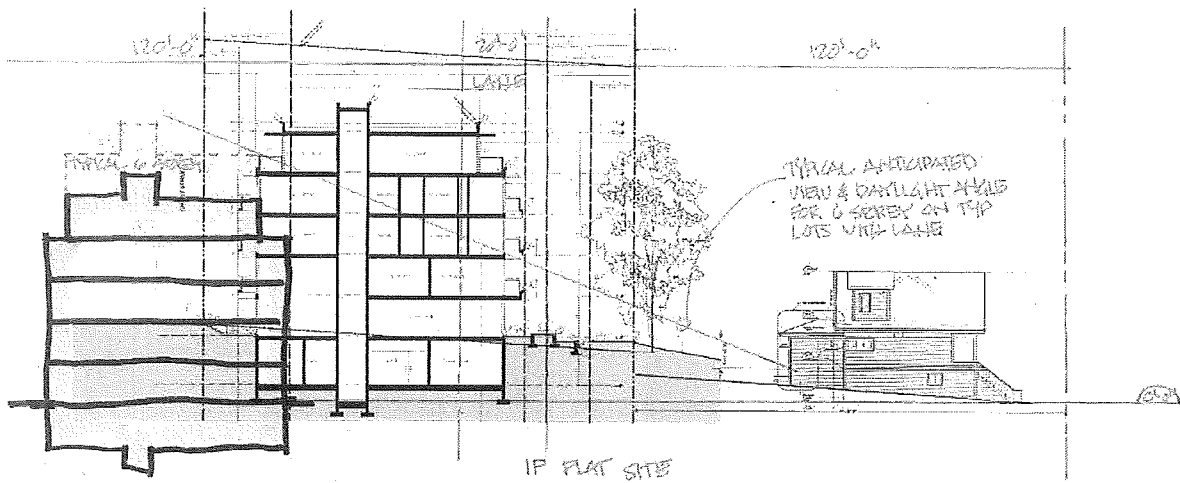 120'-0"
20'-0"
120'-0"
LANE
TYPICAL 6 STOREY
TYPICAL ANTICIPATED
VIEW & DAYLIGHT ANGLE
FOR 6 STOREY ON TYP
LOTS WITH LANE
IF FLAT SITE